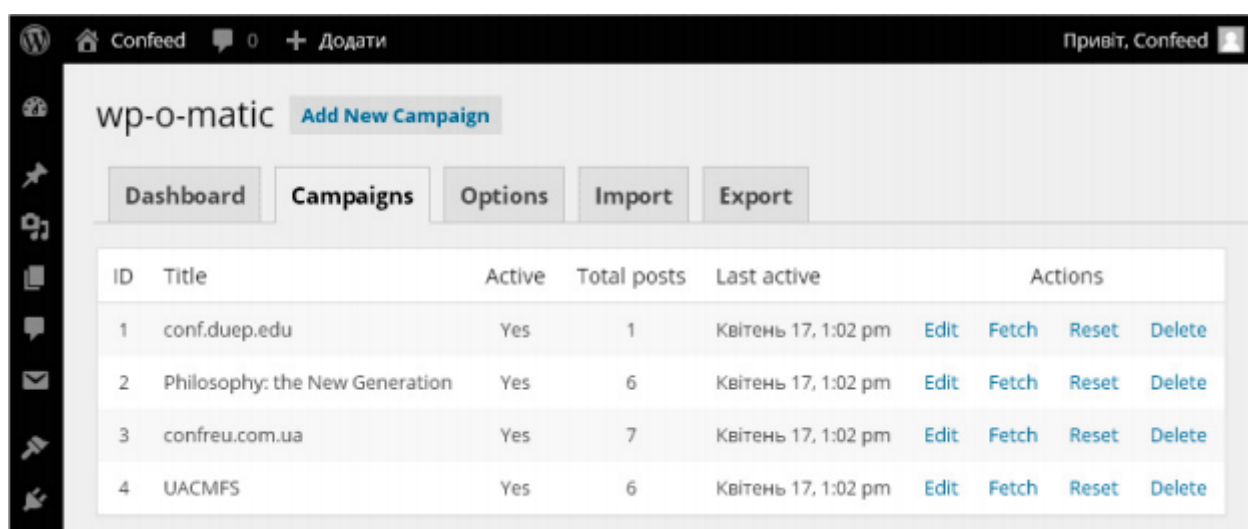 Confeed 0 Додати Привіт, Confeed
wp-o-matic Add New Campaign
Dashboard Campaigns Options Import Export
ID Title Active Total posts Last active Actions
1 conf.duep.edu Yes 1 Квітень 17, 1:02 pm Edit Fetch Reset Delete
2 Philosophy: the New Generation Yes 6 Квітень 17, 1:02 pm Edit Fetch Reset Delete
3 confreu.com.ua Yes 7 Квітень 17, 1:02 pm Edit Fetch Reset Delete
4 UACMFS Yes 6 Квітень 17, 1:02 pm Edit Fetch Reset Delete